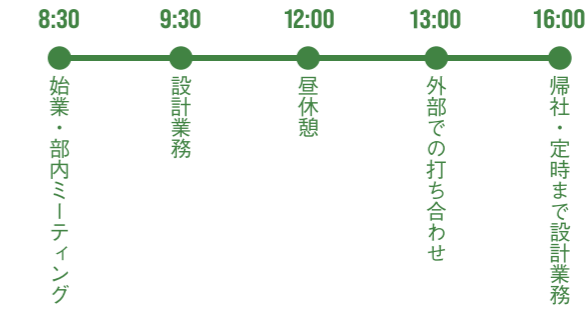 8:30
9:30
12:00
13:00
16:00
始業・部内ミーティング
設計業務
昼休憩
外部での打ち合わせ
帰社・定時まで設計業務